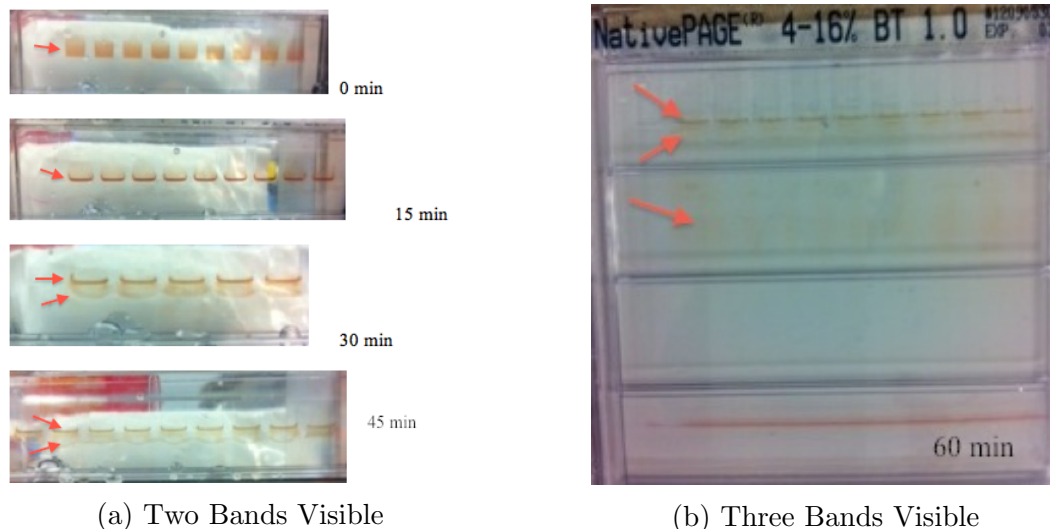 0 min
15 min
30 min
45 min
(a) Two Bands Visible
NativePAGE(R) 4-16% BT 1.0
EXP.
60 min
(b) Three Bands Visible